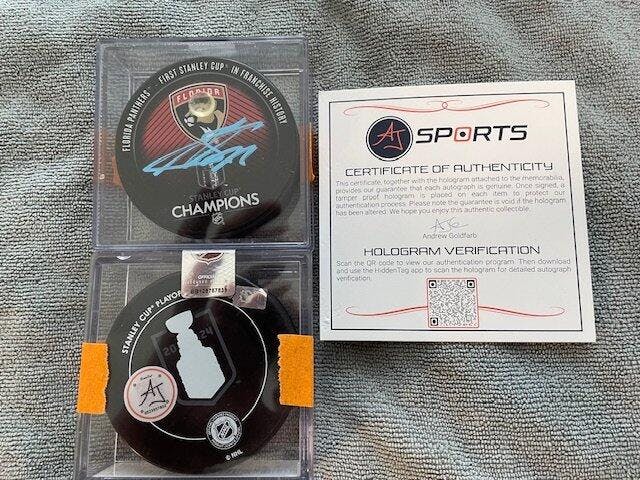 FLORIDA PANTHERS
FIRST STANLEY CUP® IN FRANCHISE HISTORY
FLORIDA
STANLEY CUP
CHAMPIONS
NHL
AJ SPORTS
CERTIFICATE OF AUTHENTICITY
This certificate, together with the hologram attached to the memorabilia,
provides our guarantee that each autograph is genuine. Once signed, a
tamper proof hologram is placed on each item to protect our
authentication process. Please note the guarantee is void if the hologram
has been altered. We hope you enjoy this authentic collectible.
Andrew Goldfarb
HOLOGRAM VERIFICATION
Scan the QR code to view our authentication program. Then download
and use the HiddenTag app to scan the hologram for detailed autograph
verification.
OFFICIAL
STANLEY CUP® PLAYOF
AJ
NHL
© NHL